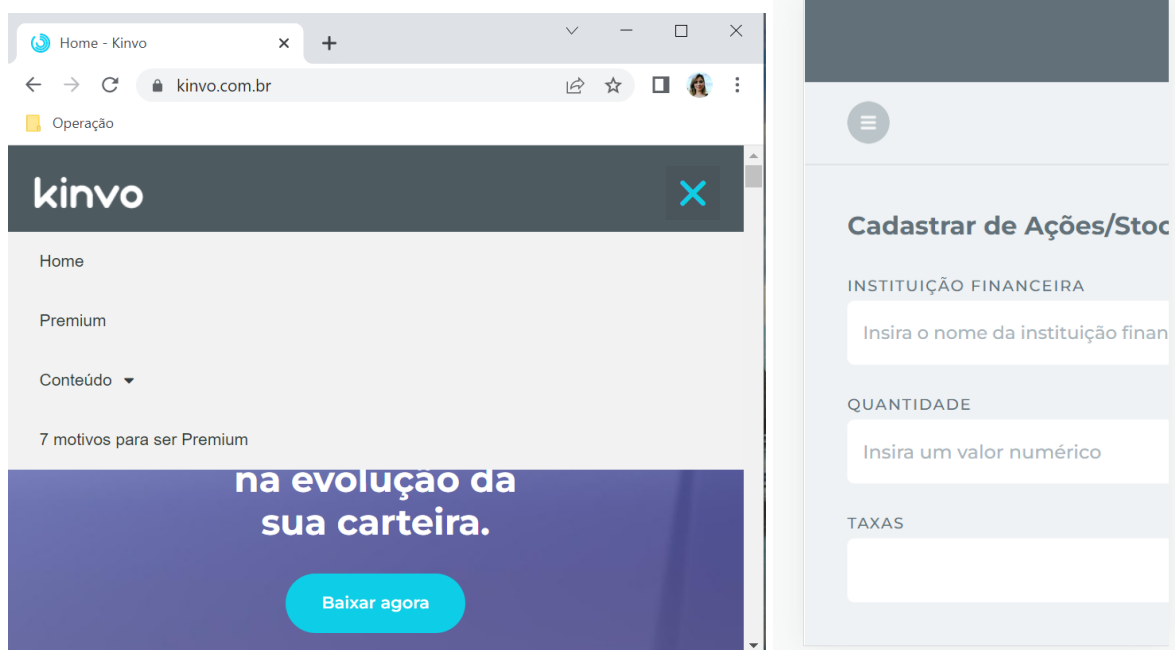 Home - Kinvo
kinvo.com.br
Operação
kinvo
Home
Premium
Conteúdo
7 motivos para ser Premium
na evolução da
sua carteira.
Baixar agora
Cadastrar de Ações/Stoc
INSTITUIÇÃO FINANCEIRA
Insira o nome da instituição finan
QUANTIDADE
Insira um valor numérico
TAXAS